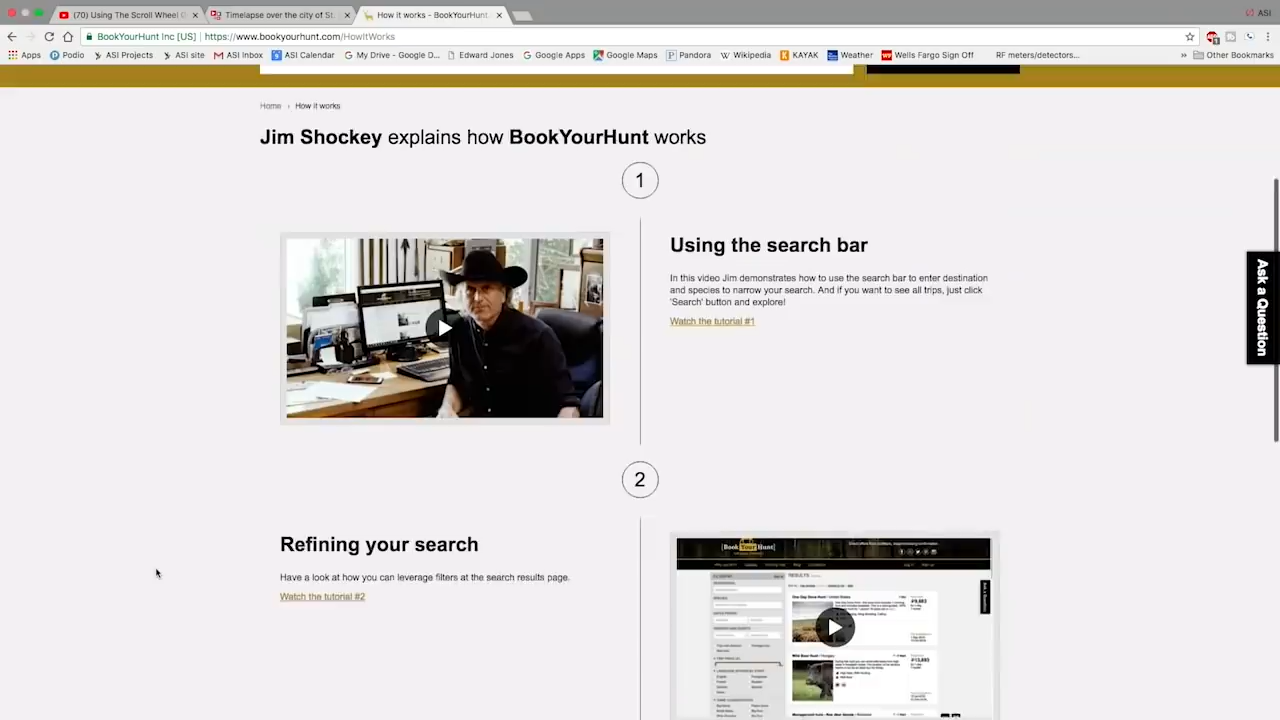 (70) Using The Scroll Wheel
Timelapse over the city of St.
How it works - BookYourHunt.
ASI
BookYourHunt Inc [US]
https://www.bookyourhunt.com/HowItWorks
Apps
Podio
ASI Projects
ASI site
ASI Inbox
ASI Calendar
My Drive - Google D...
Edward Jones
Google Apps
Google Maps
Pandora
Wikipedia
KAYAK
Weather
Wells Fargo Sign Off
RF meters/detectors...
»
Other Bookmarks
Home › How it works
Jim Shockey explains how BookYourHunt works
1
Using the search bar
In this video Jim demonstrates how to use the search bar to enter destination
and species to narrow your search. And if you want to see all trips, just click
'Search' button and explore!
Watch the tutorial #1
Ask a Question
2
Refining your search
Have a look at how you can leverage filters at the search results page.
Watch the tutorial #2
Book Your Hunt
RESULTS